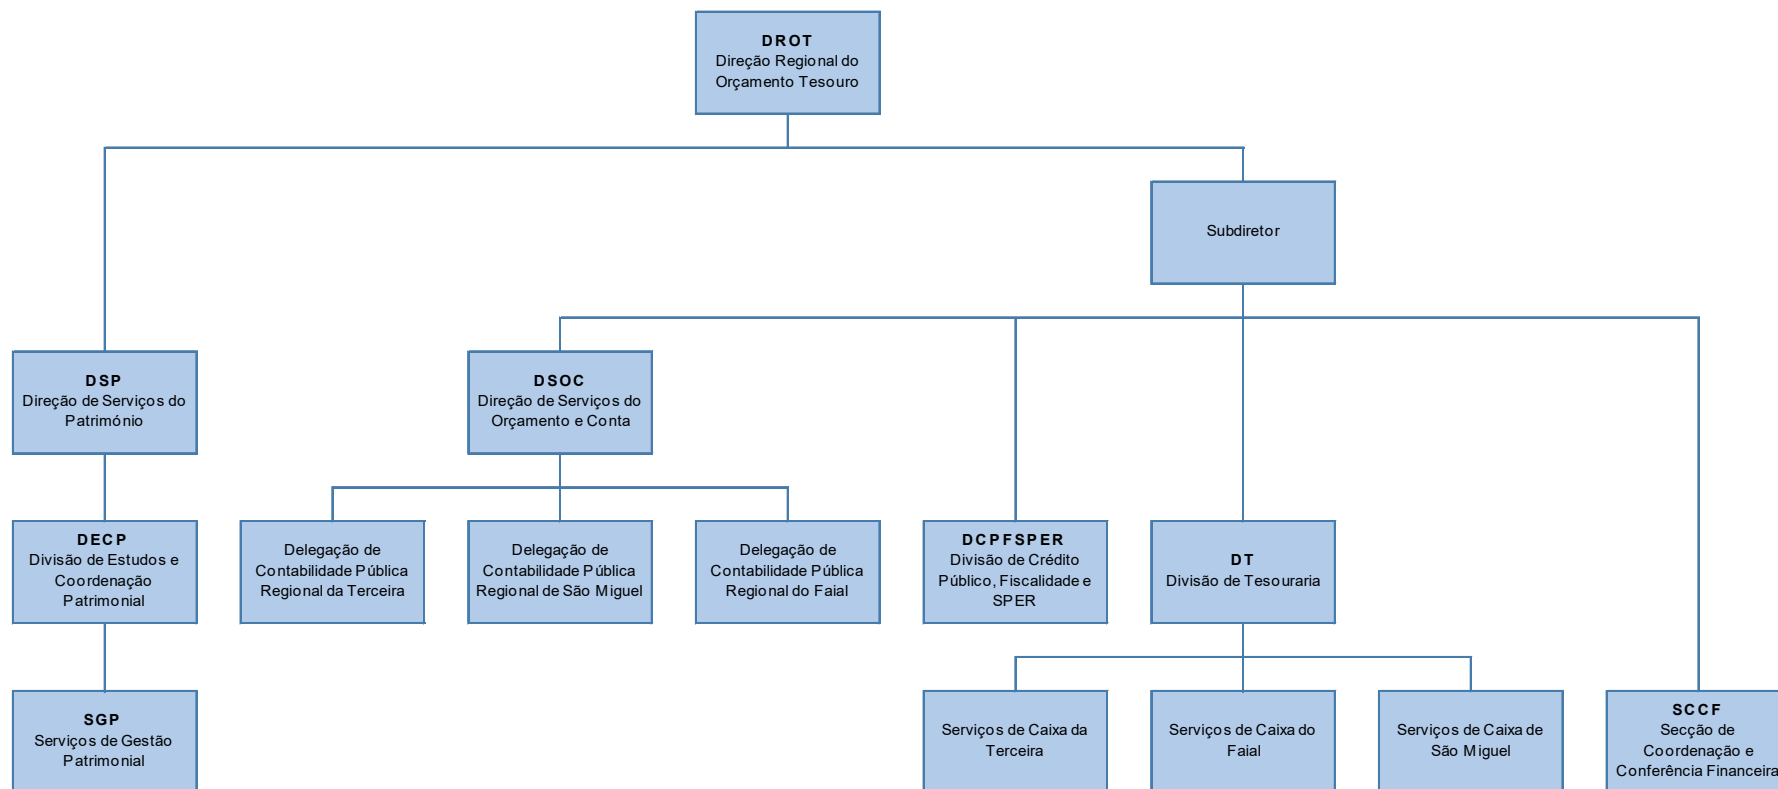 DROT
Direção Regional do
Orçamento Tesouro
Subdiretor
DSP
Direção de Serviços do
Património
DSOC
Direção de Serviços do
Orçamento e Conta
DECP
Divisão de Estudos e
Coordenação
Patrimonial
Delegação de
Contabilidade Pública
Regional da Terceira
Delegação de
Contabilidade Pública
Regional de São Miguel
Delegação de
Contabilidade Pública
Regional do Faial
DCPFSPER
Divisão de Crédito
Público, Fiscalidade e
SPER
DT
Divisão de Tesouraria
SGP
Serviços de Gestão
Patrimonial
Serviços de Caixa da
Terceira
Serviços de Caixa do
Faial
Serviços de Caixa de
São Miguel
SCCF
Secção de
Coordenação e
Conferência Financeira